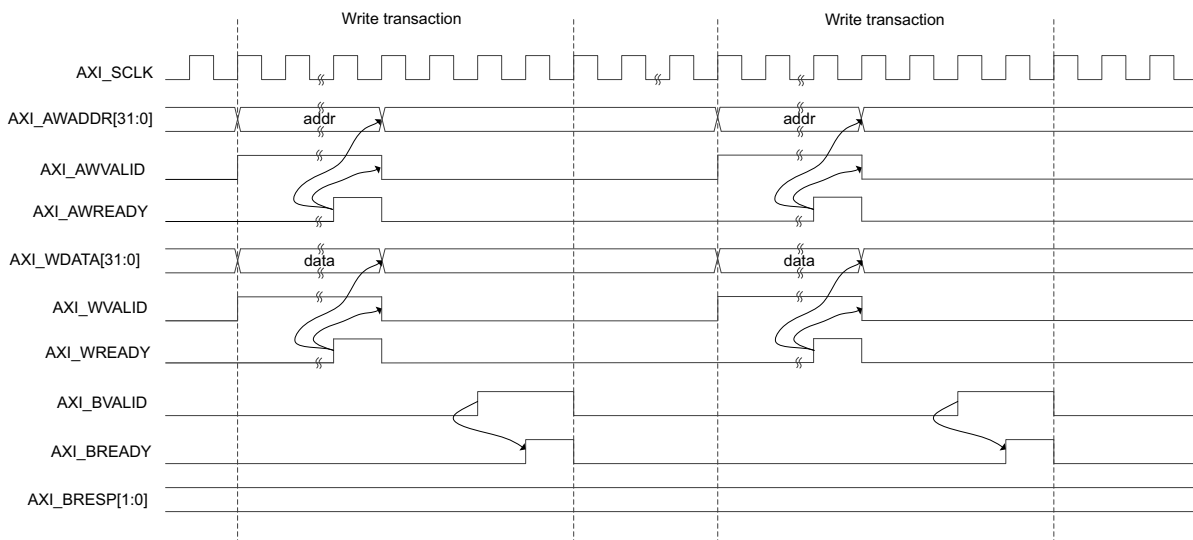 Write transaction Write transaction
AXI_SCLK
AXI_AWADDR[31:0] addr addr
AXI_AWVALID
AXI_AWREADY
AXI_WDATA[31:0] data data
AXI_WVALID
AXI_WREADY
AXI_BVALID
AXI_BREADY
AXI_BRESP[1:0]